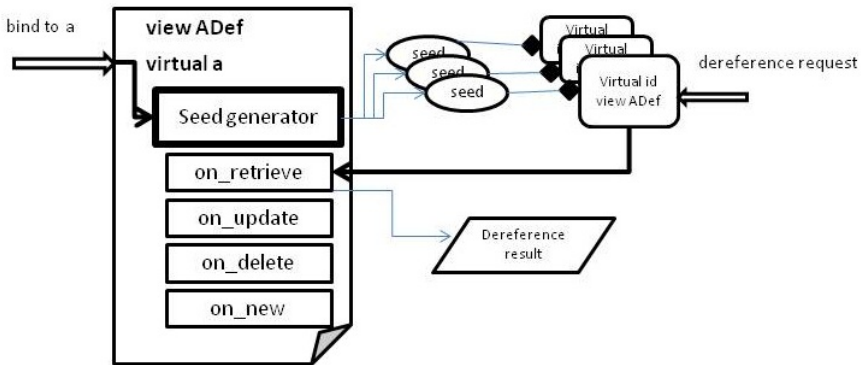 bind to a
view ADef
virtual a
Seed generator
on_retrieve
on_update
on_delete
on_new
seed
seed
seed
Virtual
Virtual
Virtual id
view ADef
dereference request
Dereference
result